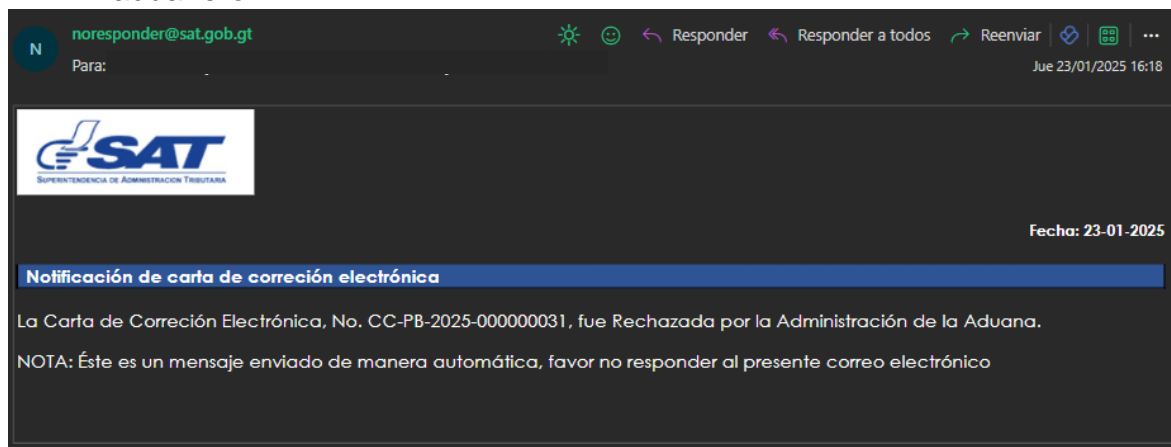 noresponder@sat.gob.gt
Responder
Responder a todos
Reenviar
N
Para:
Jue 23/01/2025 16:18
SAT
SUPERINTENDENCIA DE ADMINISTRACION TRIBUTARIA
Fecha: 23-01-2025
Notificación de carta de correción electrónica
La Carta de Correción Electrónica, No. CC-PB-2025-000000031, fue Rechazada por la Administración de la Aduana.
NOTA: Éste es un mensaje enviado de manera automática, favor no responder al presente correo electrónico